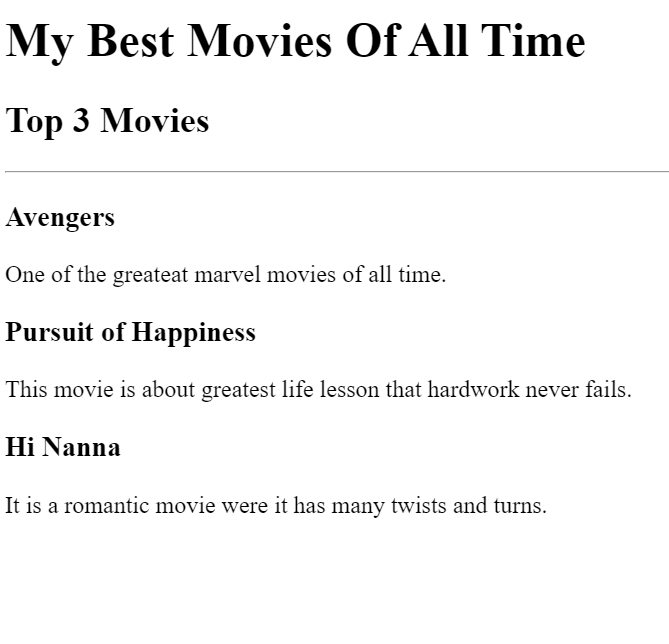 My Best Movies Of All Time
Top 3 Movies
Avengers
One of the greateat marvel movies of all time.
Pursuit of Happiness
This movie is about greatest life lesson that hardwork never fails.
Hi Nanna
It is a romantic movie were it has many twists and turns.